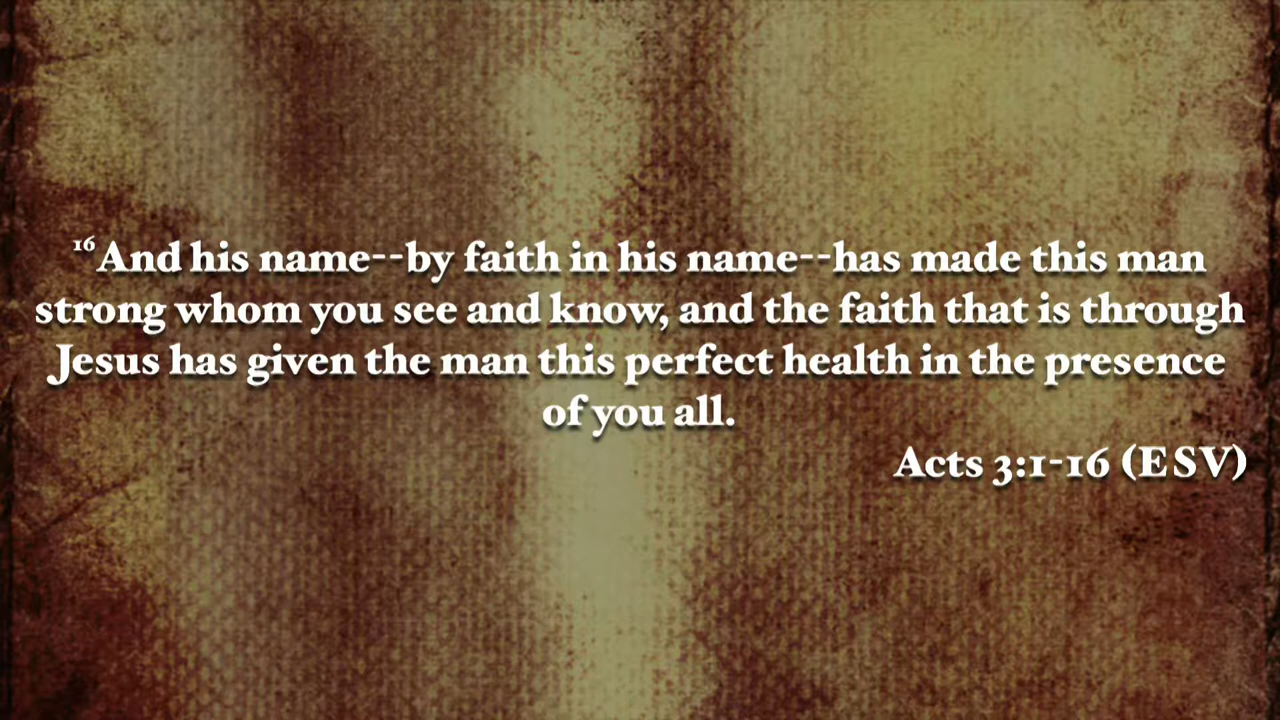 ¹⁶And his name--by faith in his name--has made this man
strong whom you see and know, and the faith that is through
Jesus has given the man this perfect health in the presence
of you all.
Acts 3:1-16 (ESV)